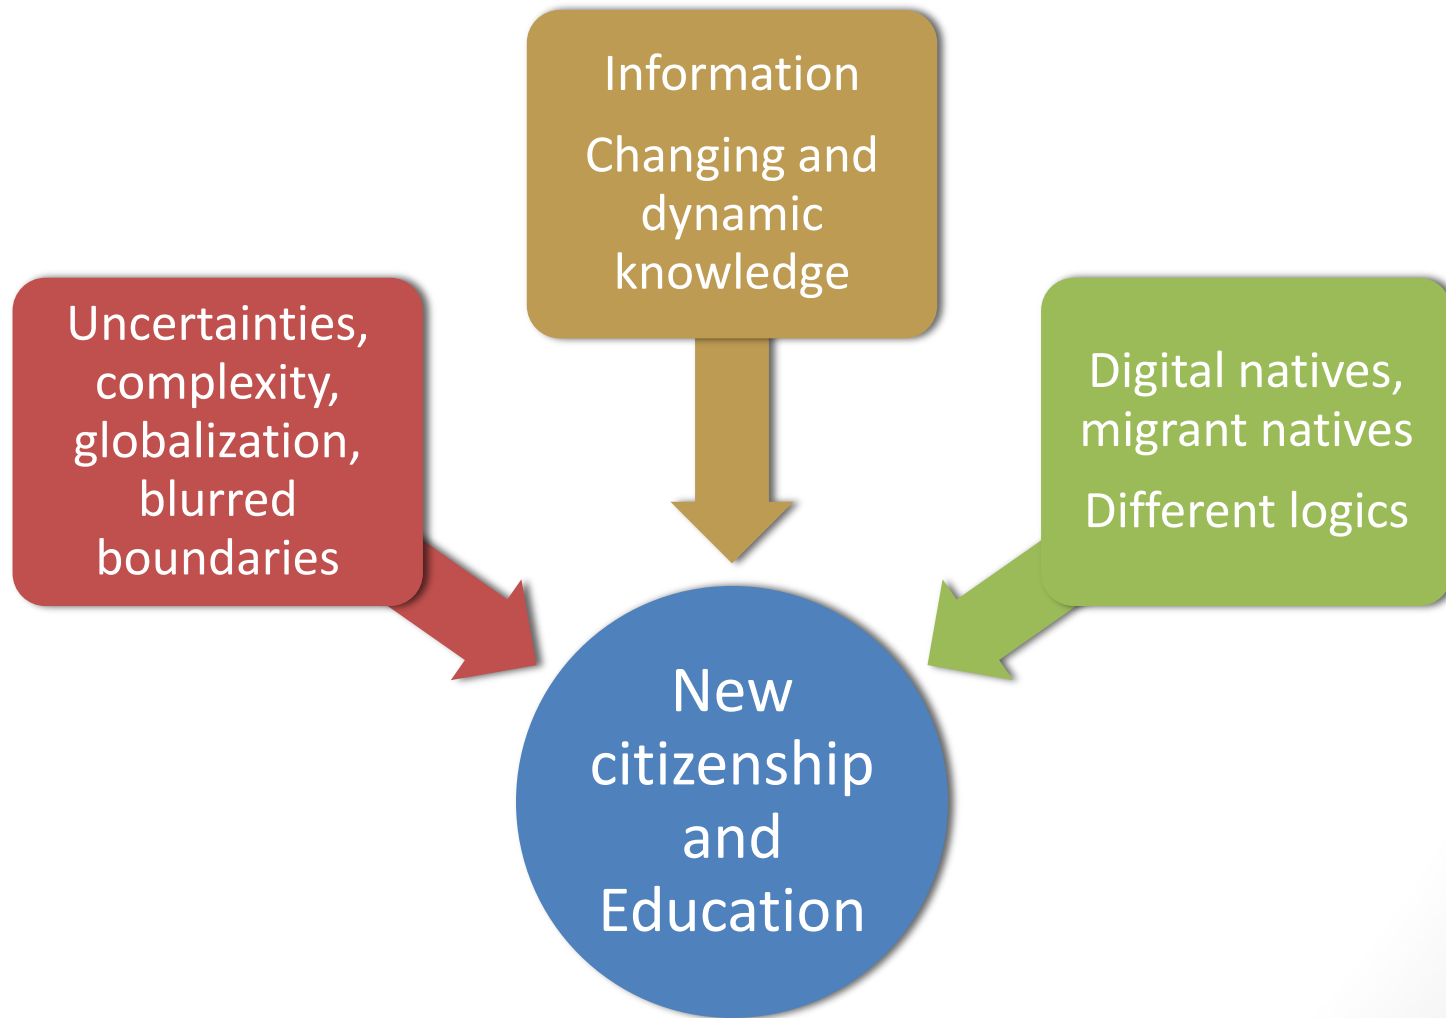 Information
Changing and
dynamic
knowledge
Uncertainties,
complexity,
globalization,
blurred
boundaries
Digital natives,
migrant natives
Different logics
New
citizenship
and
Education